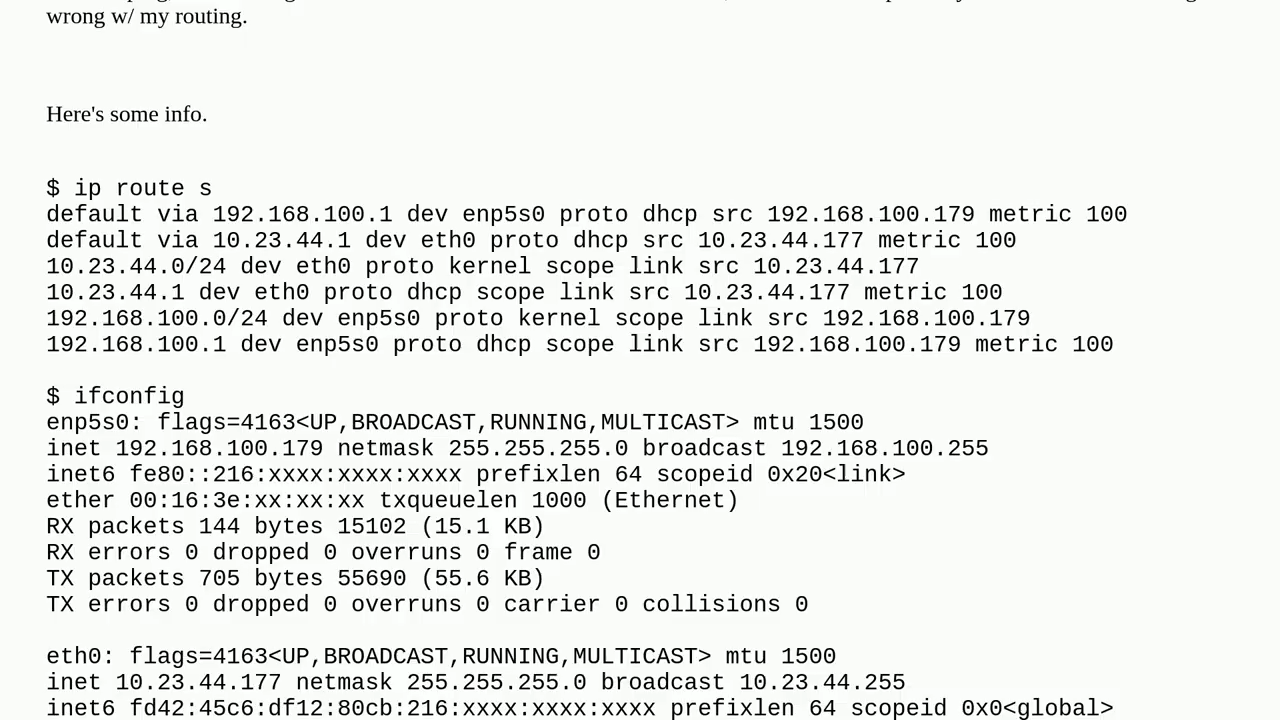 wrong w/ my routing.
Here's some info.
$ ip route s
default via 192.168.100.1 dev enp5s0 proto dhcp src 192.168.100.179 metric 100
default via 10.23.44.1 dev eth0 proto dhcp src 10.23.44.177 metric 100
10.23.44.0/24 dev eth0 proto kernel scope link src 10.23.44.177
10.23.44.1 dev eth0 proto dhcp scope link src 10.23.44.177 metric 100
192.168.100.0/24 dev enp5s0 proto kernel scope link src 192.168.100.179
192.168.100.1 dev enp5s0 proto dhcp scope link src 192.168.100.179 metric 100
$ ifconfig
enp5s0: flags=4163<UP,BROADCAST,RUNNING,MULTICAST> mtu 1500
inet 192.168.100.179 netmask 255.255.255.0 broadcast 192.168.100.255
inet6 fe80::216:xxxx:xxxx:xxxx prefixlen 64 scopeid 0x20<link>
ether 00:16:3e:xx:xx:xx txqueuelen 1000 (Ethernet)
RX packets 144 bytes 15102 (15.1 KB)
RX errors 0 dropped 0 overruns 0 frame 0
TX packets 705 bytes 55690 (55.6 KB)
TX errors 0 dropped 0 overruns 0 carrier 0 collisions 0
eth0: flags=4163<UP,BROADCAST,RUNNING,MULTICAST> mtu 1500
inet 10.23.44.177 netmask 255.255.255.0 broadcast 10.23.44.255
inet6 fd42:45c6:df12:80cb:216:xxxx:xxxx:xxxx prefixlen 64 scopeid 0x0<global>